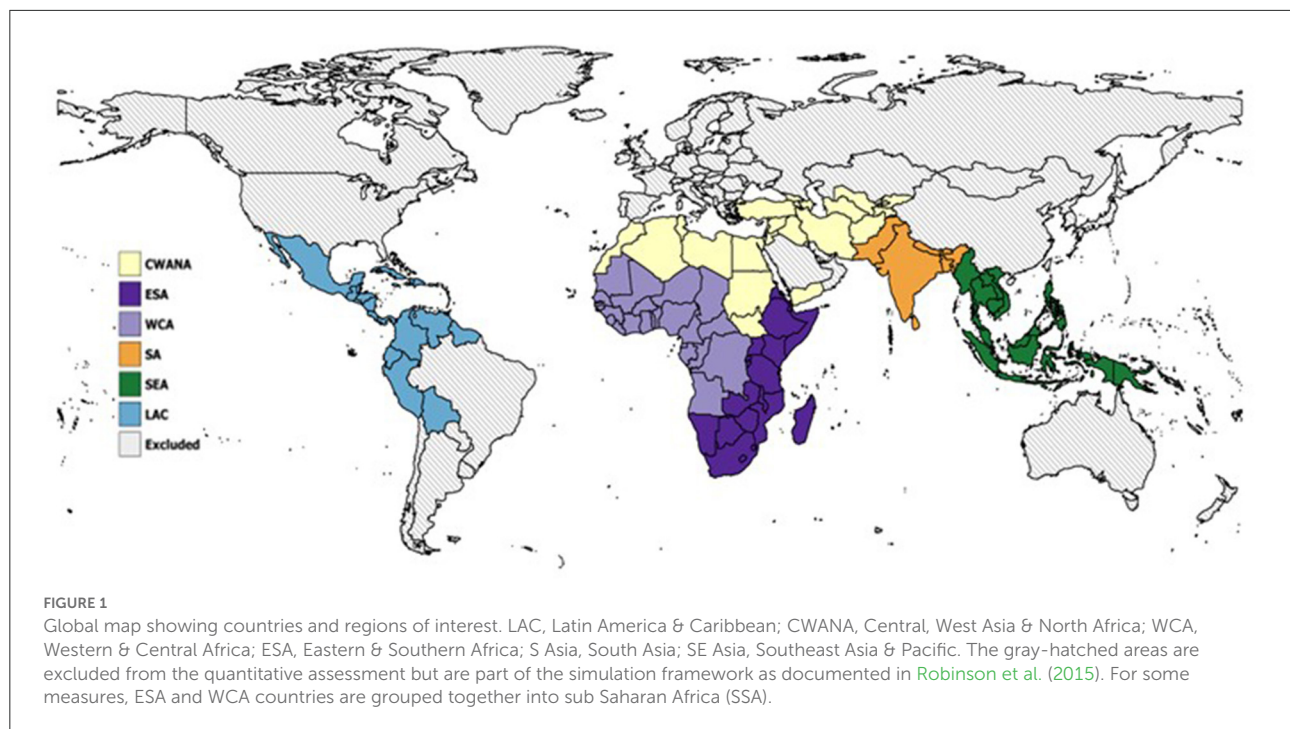 CWANA
ESA
WCA
SA
SEA
LAC
Excluded
FIGURE 1
Global map showing countries and regions of interest. LAC, Latin America & Caribbean; CWANA, Central, West Asia & North Africa; WCA,
Western & Central Africa; ESA, Eastern & Southern Africa; S Asia, South Asia; SE Asia, Southeast Asia & Pacific. The gray-hatched areas are
excluded from the quantitative assessment but are part of the simulation framework as documented in Robinson et al. (2015). For some
measures, ESA and WCA countries are grouped together into sub Saharan Africa (SSA).